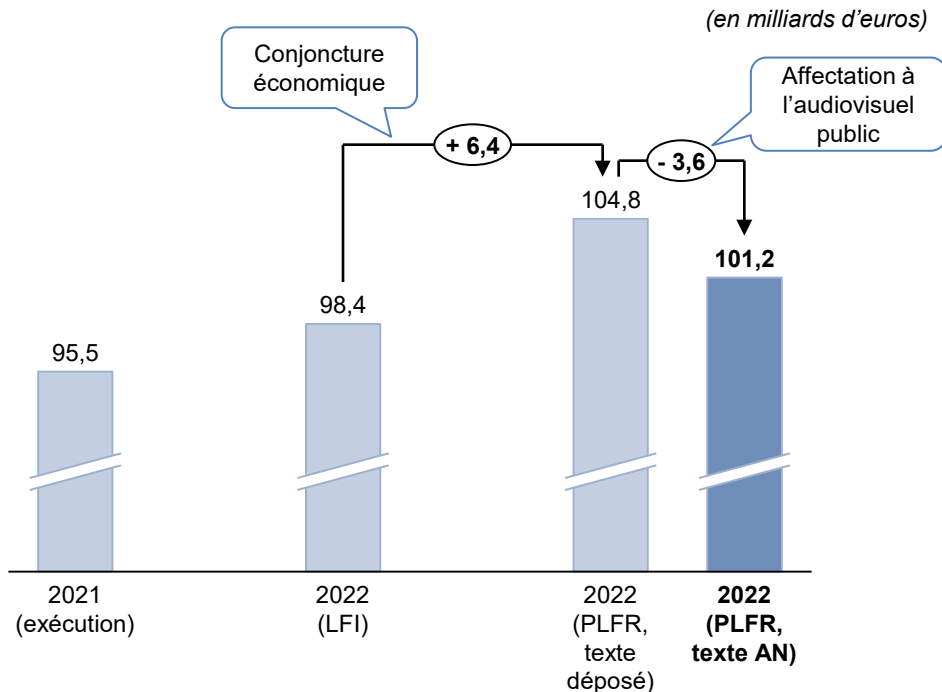 (en milliards d’euros)
Conjoncture
économique
Affectation à
l’audiovisuel
public
+ 6,4
- 3,6
104,8
101,2
98,4
95,5
2021
(exécution)
2022
(LFI)
2022
(PLFR,
texte
déposé)
2022
(PLFR,
texte AN)